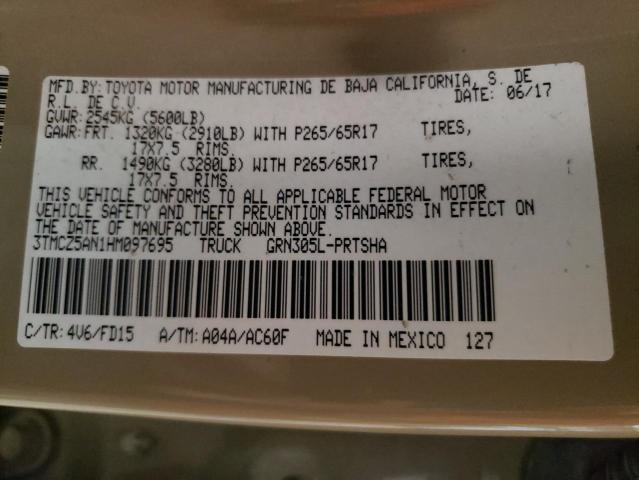 MFD.BY:TOYOTA MOTOR MANUFACTURING DE BAJA CALIFORNIA, S. DE
R.L. DE C.V. DATE: 06/17
GVWR:2545KG (5600LB)
GAWR:FRT. 1320KG (2910LB) WITH P265/65R17 TIRES,
17X7.5 RIMS.
RR. 1490KG (3280LB) WITH P265/65R17 TIRES,
17X7.5 RIMS.
THIS VEHICLE CONFORMS TO ALL APPLICABLE FEDERAL MOTOR
VEHICLE SAFETY AND THEFT PREVENTION STANDARDS IN EFFECT ON
THE DATE OF MANUFACTURE SHOWN ABOVE.
3TMCZ5AN1HM097695 TRUCK GRN305L-PRTSHA
C/TR:4V6/FD15 A/TM:A04A/AC60F MADE IN MEXICO 127